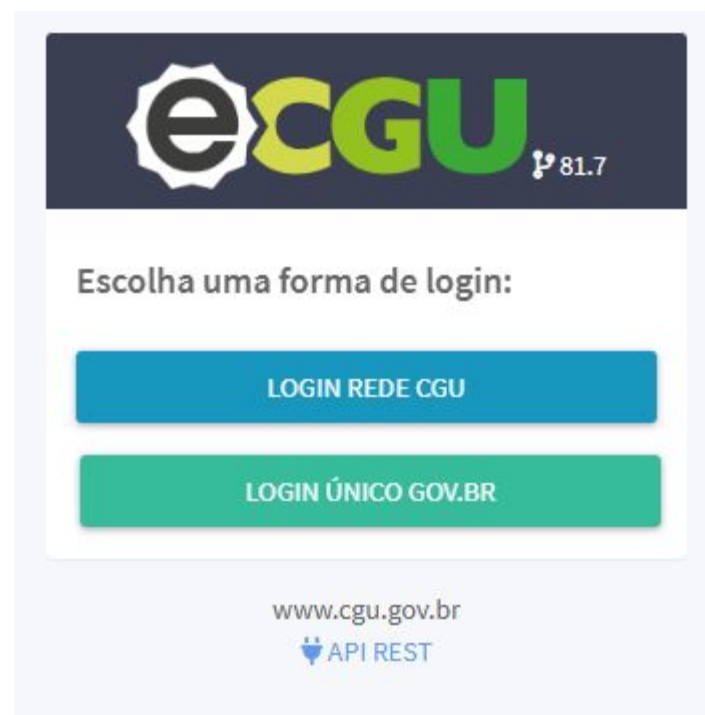 eCGU
81.7
Escolha uma forma de login:
LOGIN REDE CGU
LOGIN ÚNICO GOV.BR
www.cgu.gov.br
API REST